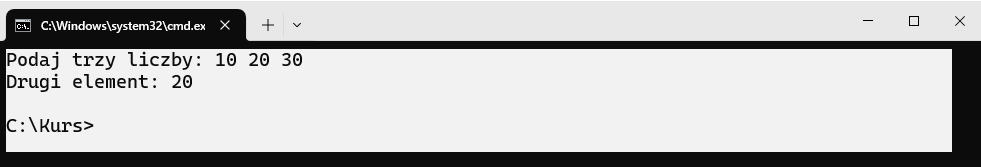 C:\Windows\system32\cmd.ex
Podaj trzy liczby: 10 20 30
Drugi element: 20
C:\Kurs>